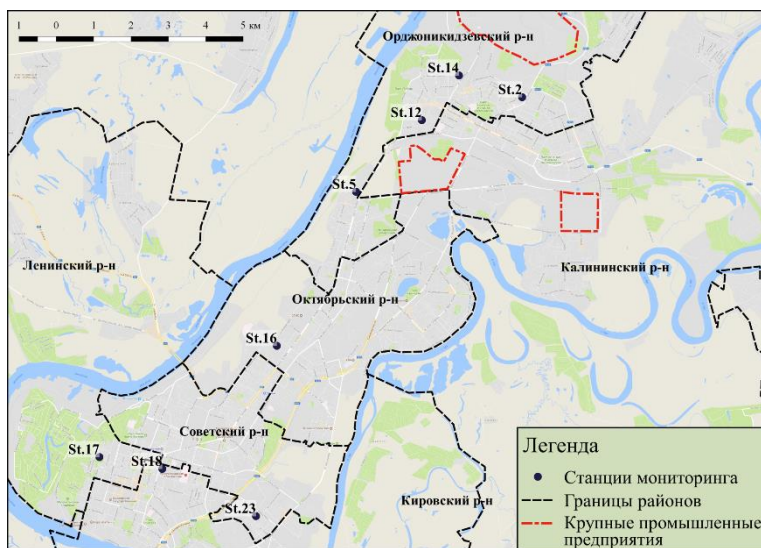 1 0 1 2 3 4 5 км
Орджоникидзевский р-н
St.14
St.2
St.12
St.5
Ленинский р-н
Калининский р-н
Октябрьский р-н
St.16
Советский р-н
St.17
St.18
St.23
Кировский р-н
Легенда
Станции мониторинга
Границы районов
Крупные промышленные
предприятия